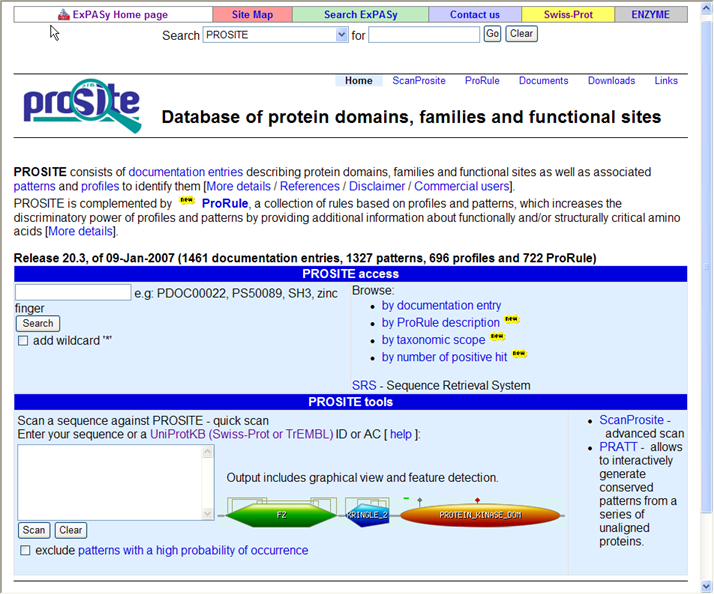 ExPASy Home page Site Map Search ExPASy Contact us Swiss-Prot ENZYME
Search PROSITE for Go Clear
Home ScanProsite ProRule Documents Downloads Links
prosite
Database of protein domains, families and functional sites
PROSITE consists of documentation entries describing protein domains, families and functional sites as well as associated
patterns and profiles to identify them [More details / References / Disclaimer / Commercial users].
PROSITE is complemented by new ProRule, a collection of rules based on profiles and patterns, which increases the
discriminatory power of profiles and patterns by providing additional information about functionally and/or structurally critical amino
acids [More details].
Release 20.3, of 09-Jan-2007 (1461 documentation entries, 1327 patterns, 696 profiles and 722 ProRule)
PROSITE access
e.g: PDOC00022, PS50089, SH3, zinc
finger
Search
add wildcard '*'
Browse:
by documentation entry
by ProRule description new
by taxonomic scope new
by number of positive hit new
SRS - Sequence Retrieval System
PROSITE tools
Scan a sequence against PROSITE - quick scan
Enter your sequence or a UniProtKB (Swiss-Prot or TrEMBL) ID or AC [ help ]:
Output includes graphical view and feature detection.
FZ KRINGLE_2 PROTEIN_KINASE_DOM
Scan Clear
exclude patterns with a high probability of occurrence
ScanProsite -
advanced scan
PRATT - allows
to interactively
generate
conserved
patterns from a
series of
unaligned
proteins.